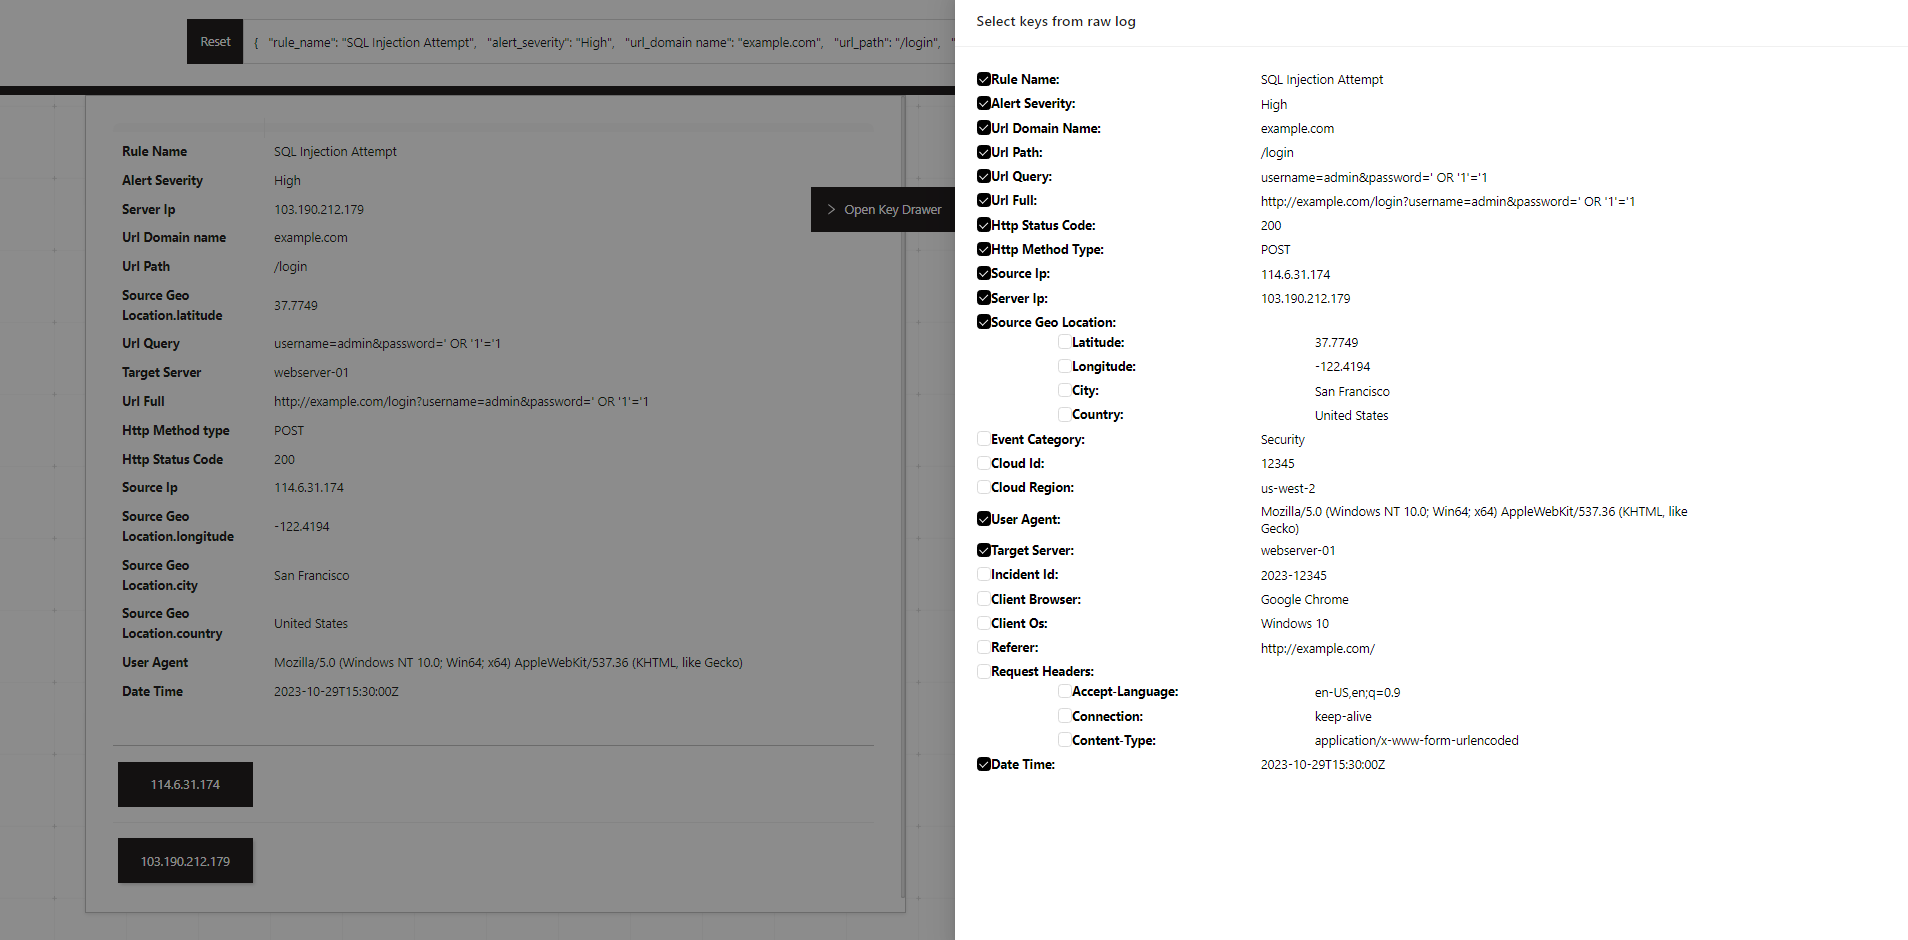 Reset
{ "rule_name": "SQL Injection Attempt", "alert_severity": "High", "url_domain name": "example.com", "url_path": "/login", "
Rule Name SQL Injection Attempt
Alert Severity High
Server Ip 103.190.212.179
Url Domain name example.com
Url Path /login
Source Geo
Location.latitude 37.7749
Url Query username=admin&password=' OR '1'='1
Target Server webserver-01
Url Full http://example.com/login?username=admin&password=' OR '1'='1
Http Method type POST
Http Status Code 200
Source Ip 114.6.31.174
Source Geo
Location.longitude -122.4194
Source Geo
Location.city San Francisco
Source Geo
Location.country United States
User Agent Mozilla/5.0 (Windows NT 10.0; Win64; x64) AppleWebKit/537.36 (KHTML, like Gecko)
Date Time 2023-10-29T15:30:00Z
114.6.31.174
103.190.212.179
Open Key Drawer
Select keys from raw log
Rule Name: SQL Injection Attempt
Alert Severity: High
Url Domain Name: example.com
Url Path: /login
Url Query: username=admin&password=' OR '1'='1
Url Full: http://example.com/login?username=admin&password=' OR '1'='1
Http Status Code: 200
Http Method Type: POST
Source Ip: 114.6.31.174
Server Ip: 103.190.212.179
Source Geo Location:
Latitude: 37.7749
Longitude: -122.4194
City: San Francisco
Country: United States
Event Category: Security
Cloud Id: 12345
Cloud Region: us-west-2
User Agent: Mozilla/5.0 (Windows NT 10.0; Win64; x64) AppleWebKit/537.36 (KHTML, like
Gecko)
Target Server: webserver-01
Incident Id: 2023-12345
Client Browser: Google Chrome
Client Os: Windows 10
Referer: http://example.com/
Request Headers:
Accept-Language: en-US,en;q=0.9
Connection: keep-alive
Content-Type: application/x-www-form-urlencoded
Date Time: 2023-10-29T15:30:00Z